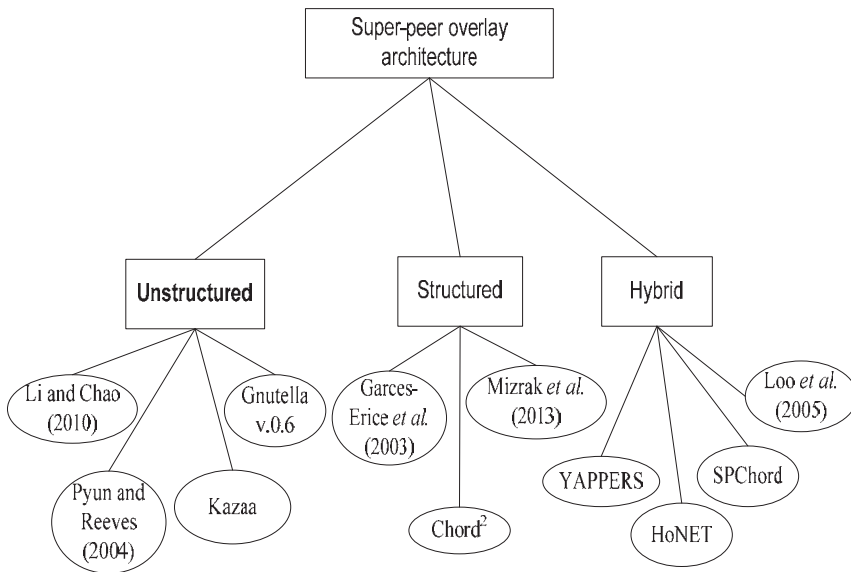 Super-peer overlay
architecture
Unstructured
Structured
Hybrid
Li and Chao
(2010)
Pyun and
Reeves
(2004)
Kazaa
Gnutella
v.0.6
Garces-
Erice et al.
(2003)
Chord²
Mizrak et al.
(2013)
YAPPERS
HoNET
SPChord
Loo et al.
(2005)